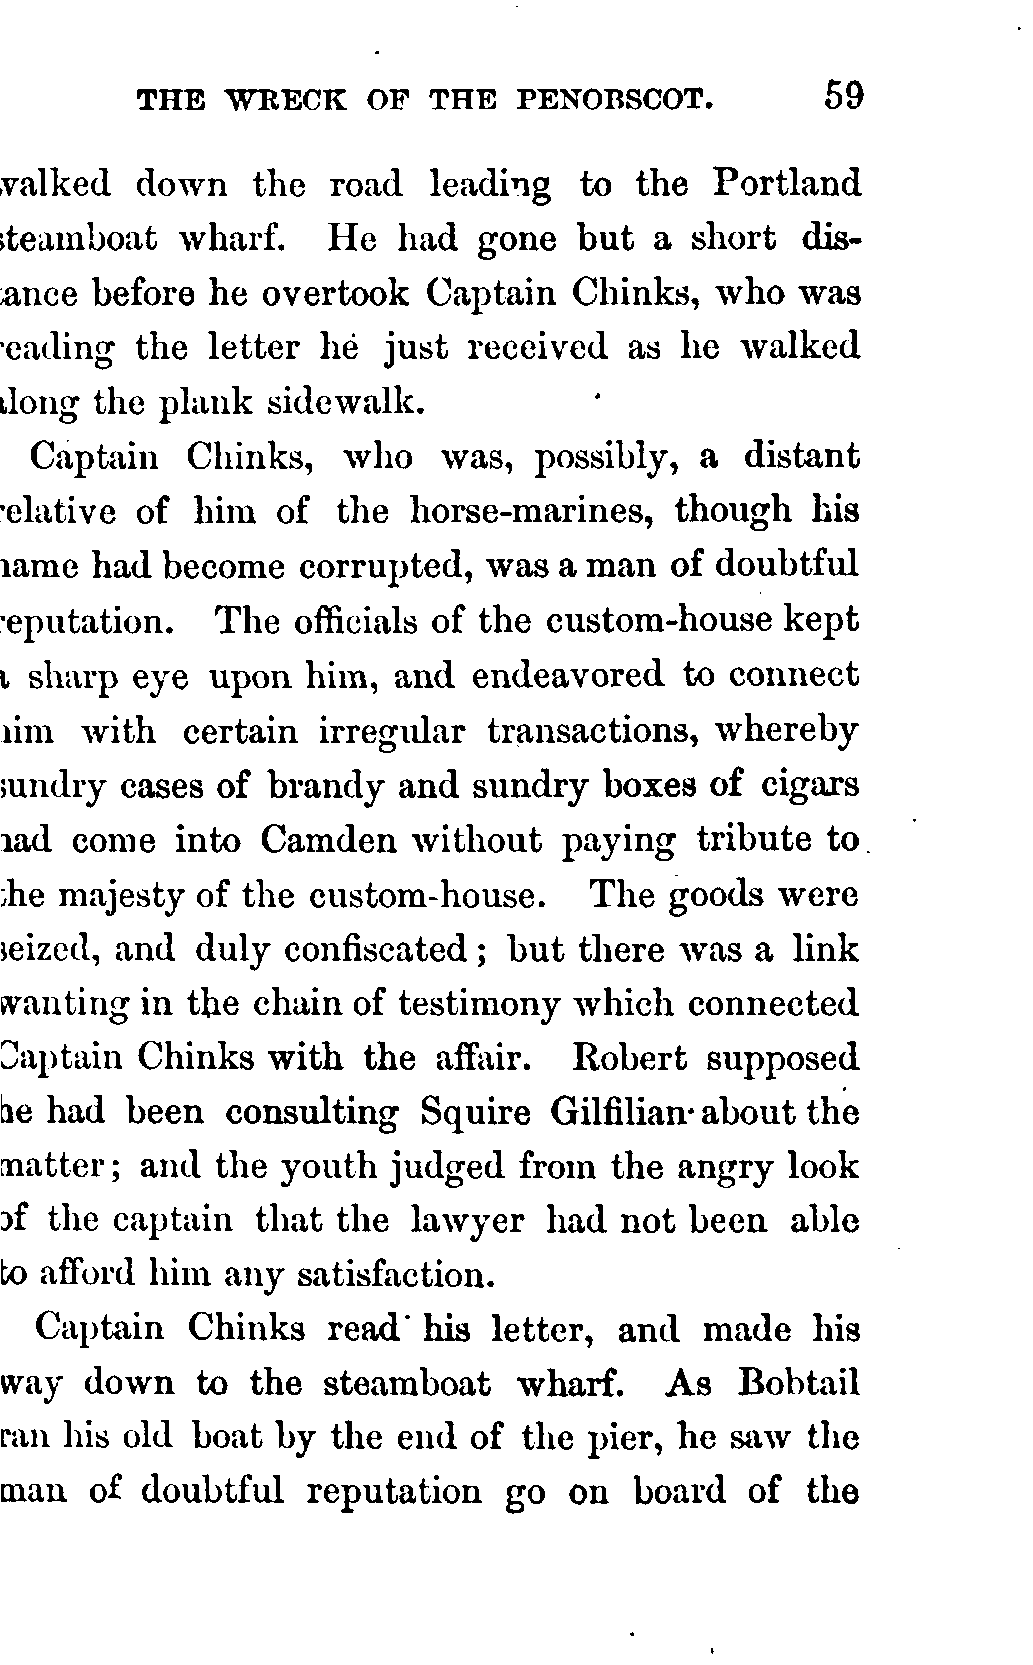 THE WRECK OF THE PENOBSCOT. 59
walked down the road leading to the Portland
steamboat wharf. He had gone but a short dis-
tance before he overtook Captain Chinks, who was
reading the letter he just received as he walked
along the plank sidewalk.
Captain Chinks, who was, possibly, a distant
relative of him of the horse-marines, though his
name had become corrupted, was a man of doubtful
reputation. The officials of the custom-house kept
a sharp eye upon him, and endeavored to connect
him with certain irregular transactions, whereby
sundry cases of brandy and sundry boxes of cigars
had come into Camden without paying tribute to
the majesty of the custom-house. The goods were
seized, and duly confiscated; but there was a link
wanting in the chain of testimony which connected
Captain Chinks with the affair. Robert supposed
he had been consulting Squire Gilfilian about the
matter; and the youth judged from the angry look
of the captain that the lawyer had not been able
to afford him any satisfaction.
Captain Chinks read his letter, and made his
way down to the steamboat wharf. As Bobtail
ran his old boat by the end of the pier, he saw the
man of doubtful reputation go on board of the